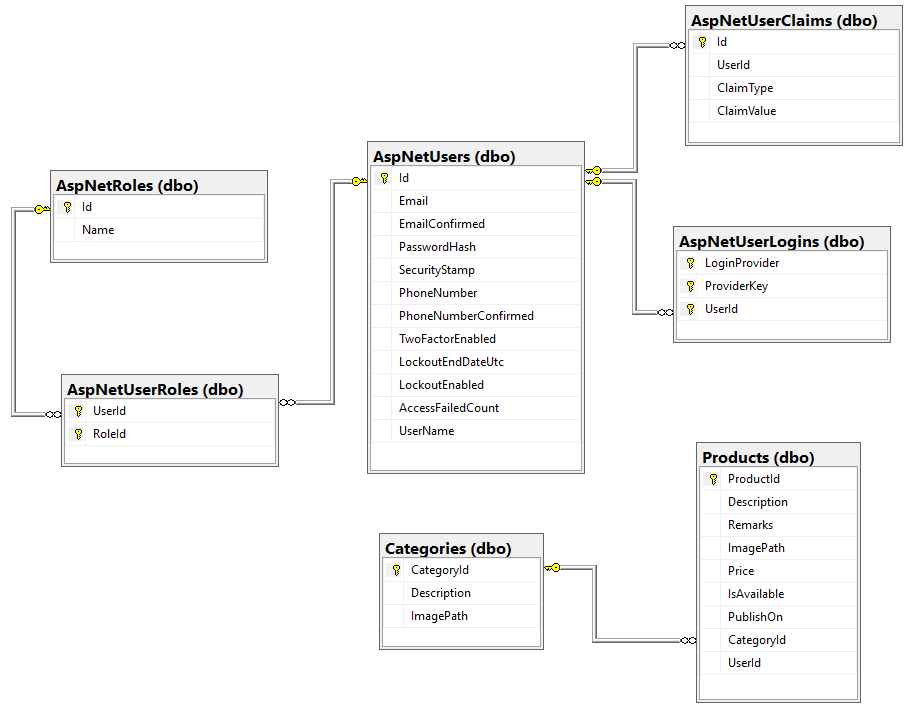 AspNetUserClaims (dbo)
Id
UserId
ClaimType
ClaimValue
AspNetUsers (dbo)
Id
Email
EmailConfirmed
PasswordHash
SecurityStamp
PhoneNumber
PhoneNumberConfirmed
TwoFactorEnabled
LockoutEndDateUtc
LockoutEnabled
AccessFailedCount
UserName
AspNetRoles (dbo)
Id
Name
AspNetUserLogins (dbo)
LoginProvider
ProviderKey
UserId
AspNetUserRoles (dbo)
UserId
RoleId
Products (dbo)
ProductId
Description
Remarks
ImagePath
Price
IsAvailable
PublishOn
CategoryId
UserId
Categories (dbo)
CategoryId
Description
ImagePath